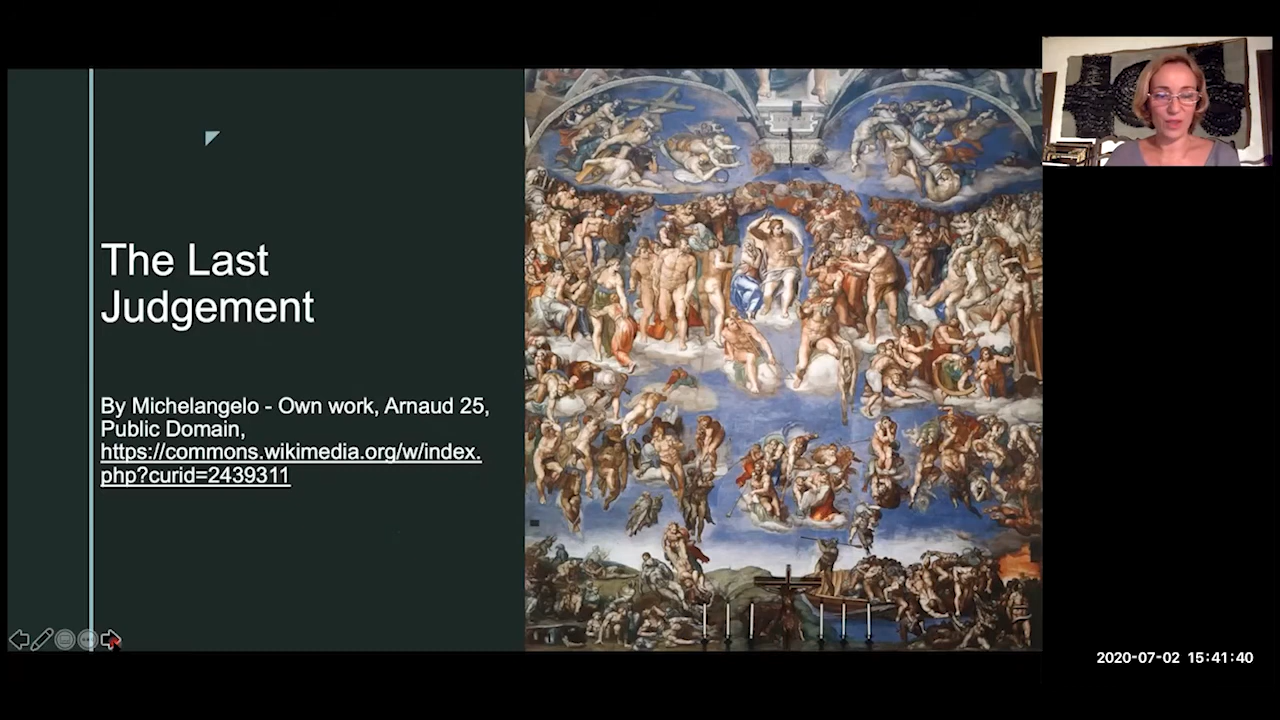 The Last
Judgement
By Michelangelo - Own work, Arnaud 25,
Public Domain,
https://commons.wikimedia.org/w/index.
php?curid=2439311
2020-07-02 15:41:40